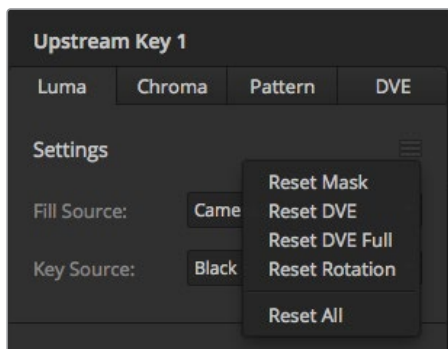 Upstream Key 1
Luma Chroma Pattern DVE
Settings
Reset Mask
Fill Source: Came Reset DVE
Reset DVE Full
Key Source: Black Reset Rotation
Reset All